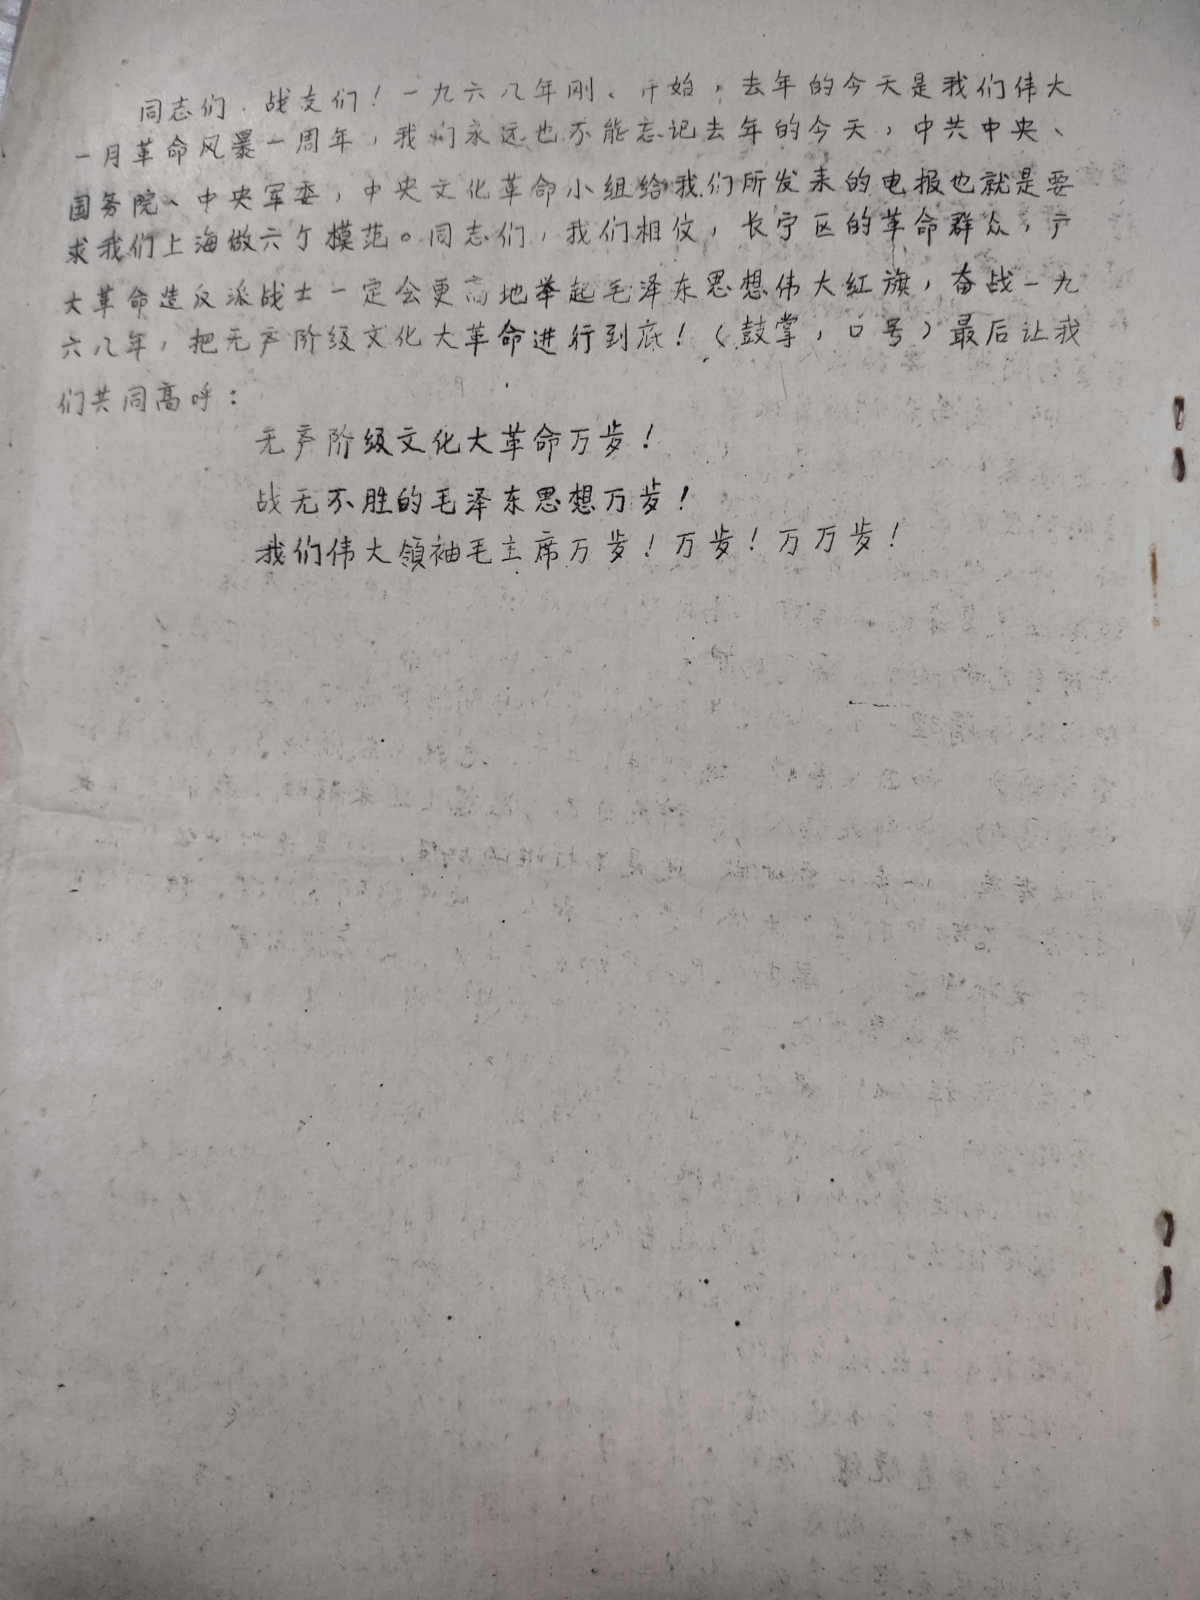 同志们、战友们！一九六八年刚、开始，去年的今天是我们伟大
一月革命风暴一周年，我们永远也不能忘记去年的今天，中共中央、
国务院、中央军委，中央文化革命小组给我们所发来的电报也就是要
求我们上海做六个模范。同志们，我们相仗，长宁区的革命群众，广
大革命造反派战士一定会更高地举起毛泽东思想伟大红旗，奋战一九
六八年，把无产阶级文化大革命进行到底！（鼓掌，口号）最后让我
们共同高呼：
无产阶级文化大革命万岁！
战无不胜的毛泽东思想万岁！
我们伟大领袖毛主席万岁！万岁！万万岁！